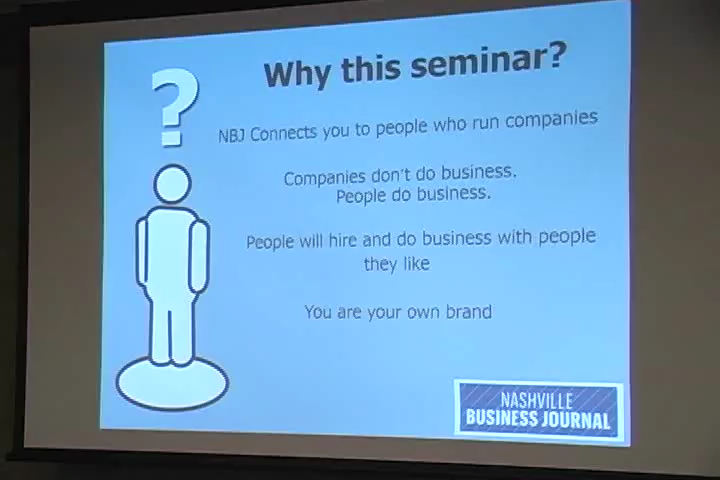 ?
Why this seminar?
NBJ Connects you to people who run companies
Companies don't do business.
People do business.
People will hire and do business with people
they like
You are your own brand
NASHVILLE
BUSINESS JOURNAL